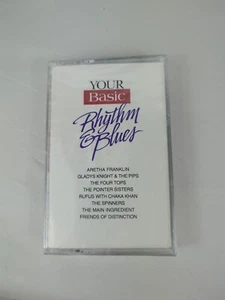 YOUR
Basic
Rhythm
& Blues
ARETHA FRANKLIN
GLADYS KNIGHT & THE PIPS
THE FOUR TOPS
THE POINTER SISTERS
RUFUS WITH CHAKA KHAN
THE SPINNERS
THE MAIN INGREDIENT
FRIENDS OF DISTINCTION